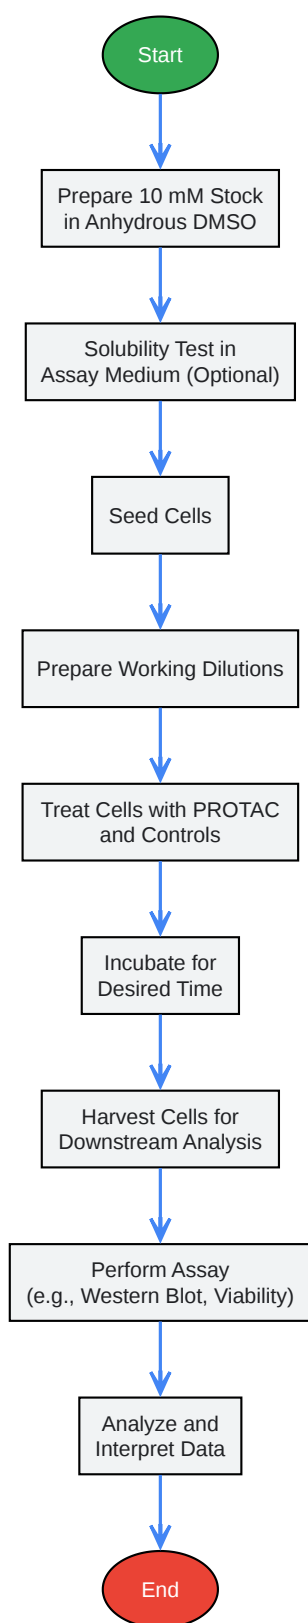 Start
Prepare 10 mM Stock
in Anhydrous DMSO
Solubility Test in
Assay Medium (Optional)
Seed Cells
Prepare Working Dilutions
Treat Cells with PROTAC
and Controls
Incubate for
Desired Time
Harvest Cells for
Downstream Analysis
Perform Assay
(e.g., Western Blot, Viability)
Analyze and
Interpret Data
End